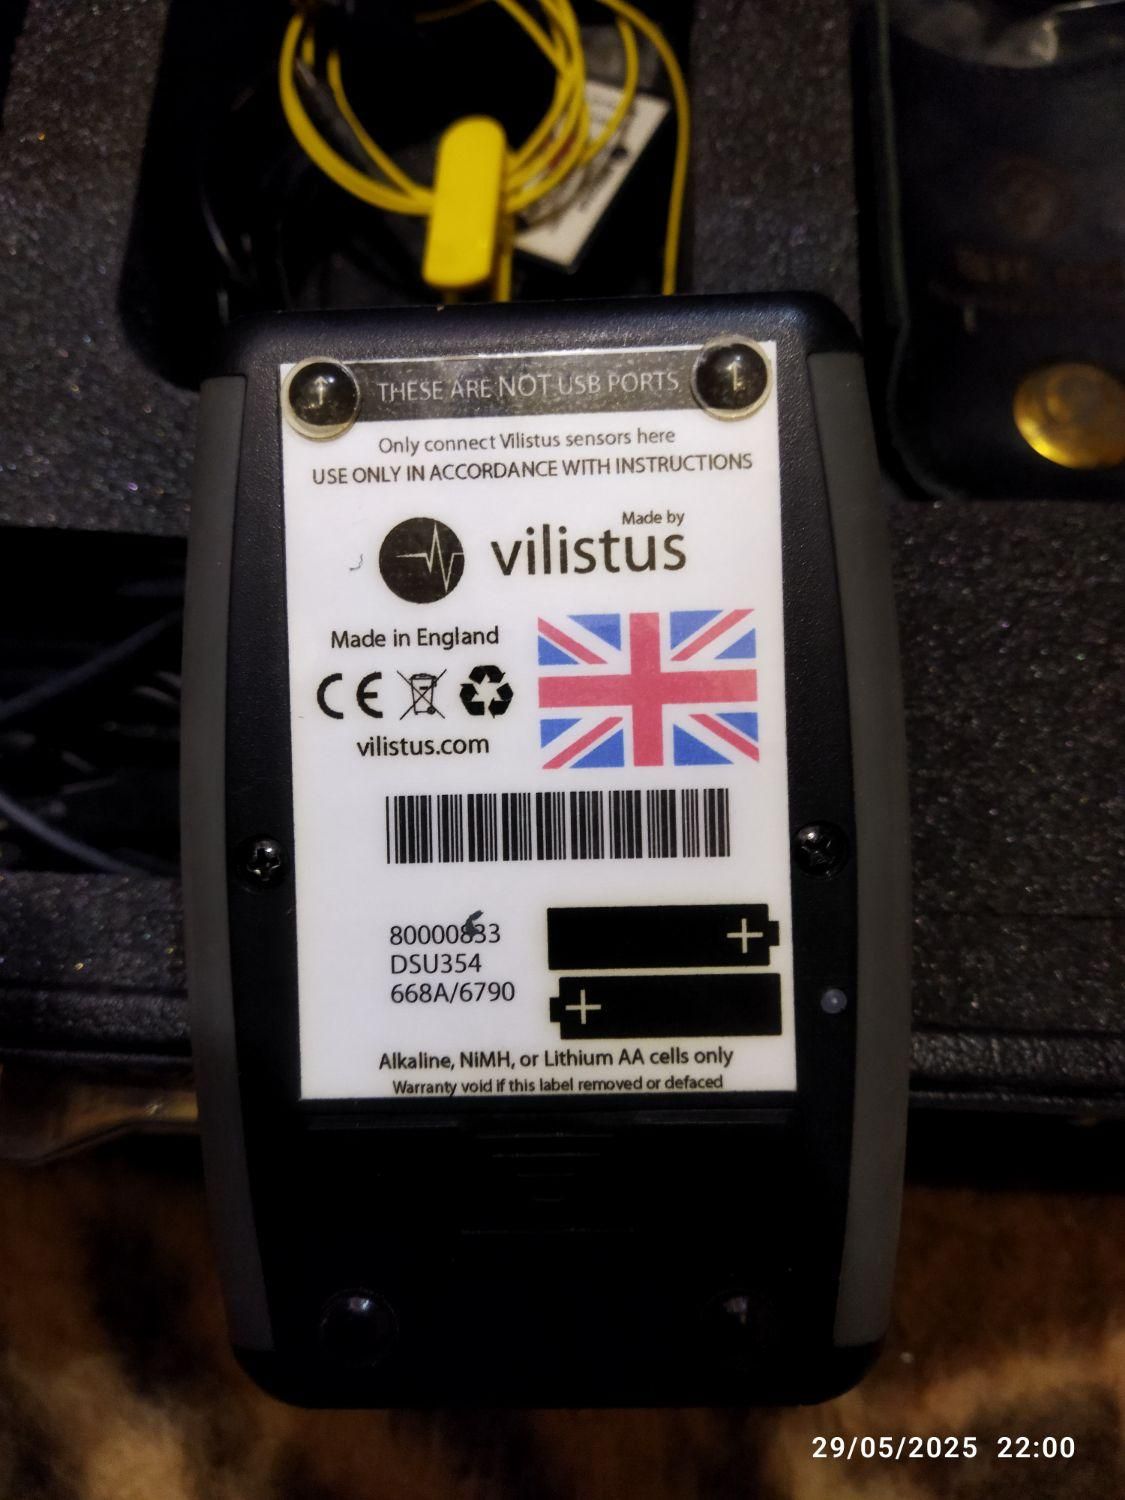 THESE ARE NOT USB PORTS
Only connect Vilistus sensors here
USE ONLY IN ACCORDANCE WITH INSTRUCTIONS
Made by
vilistus
Made in England
CE
vilistus.com
80000833
DSU354
668A/6790
+
+
Alkaline, NiMH, or Lithium AA cells only
Warranty void if this label removed or defaced
29/05/2025 22:00